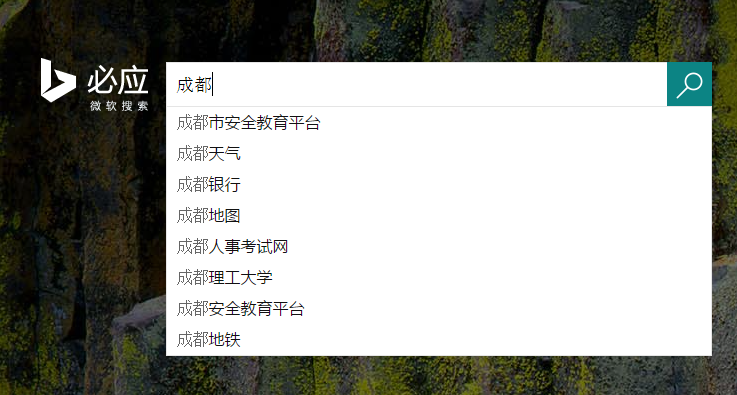 必应
微软搜索
成都
成都市安全教育平台
成都天气
成都银行
成都地图
成都人事考试网
成都理工大学
成都安全教育平台
成都地铁